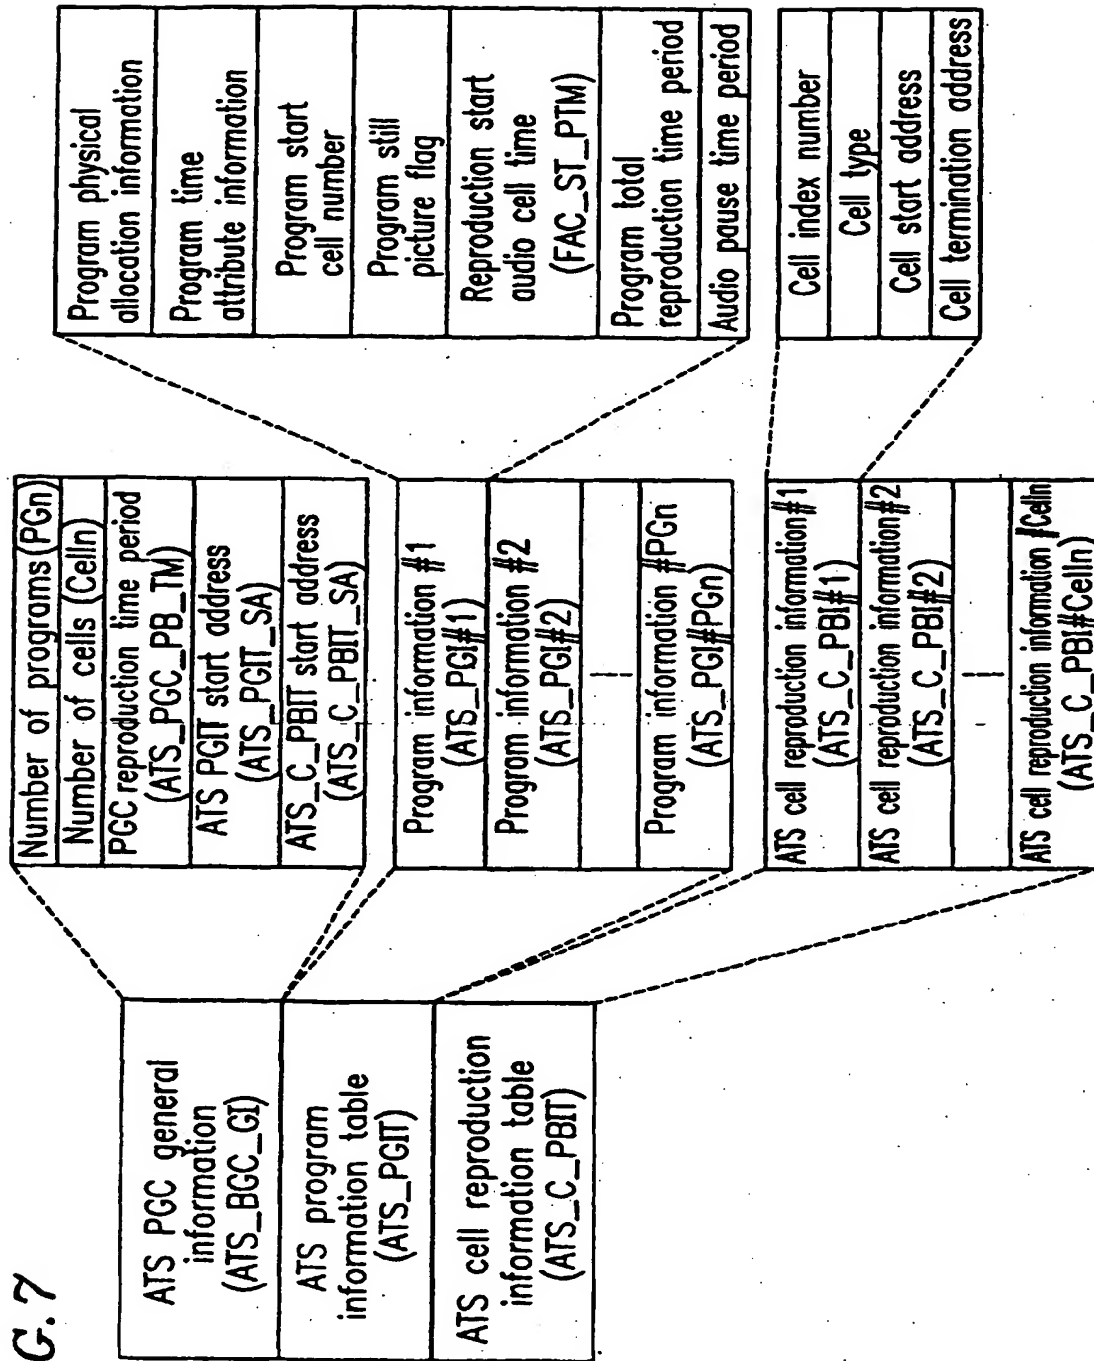 G.7
ATS PGC general
information
(ATS_BGC_GI)
ATS program
information table
(ATS_PGIT)
ATS cell reproduction
information table
(ATS_C_PBIT)
Number of programs(PGn)
Number of cells (Celln)
PGC reproduction time period
(ATS_PGC_PB_TM)
ATS PGIT start address
(ATS_PGIT_SA)
ATS_C_PBIT start address
(ATS_C_PBIT_SA)
Program information #1
(ATS_PGI#1)
Program information #2
(ATS_PGI#2)
Program information #PGn
(ATS_PGI#PGn)
ATS cell reproduction information#1
(ATS_C_PBI#1)
ATS cell reproduction information#2
(ATS_C_PBI#2)
ATS cell reproduction information #Celln
(ATS_C_PBI#Celln)
Program physical
allocation information
Program time
attribute information
Program start
cell number
Program still
picture flag
Reproduction start
audio cell time
(FAC_ST_PTM)
Program total
reproduction time period
Audio pause time period
Cell index number
Cell type
Cell start address
Cell termination address